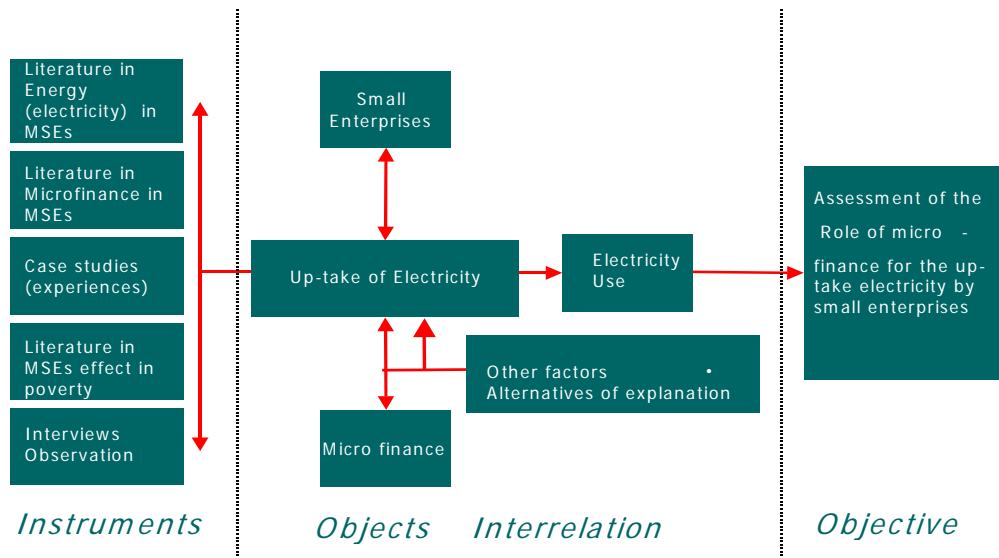 Literature in
Energy
(electricity) in
MSEs
Literature in
Microfinance in
MSEs
Case studies
(experiences)
Literature in
MSEs effect in
poverty
Interviews
Observation
Small
Enterprises
Up-take of Electricity
Electricity
Use
Other factors •
Alternatives of explanation
Micro finance
Assessment of the
Role of micro -
finance for the up-
take electricity by
small enterprises
Instruments
Objects Interrelation
Objective